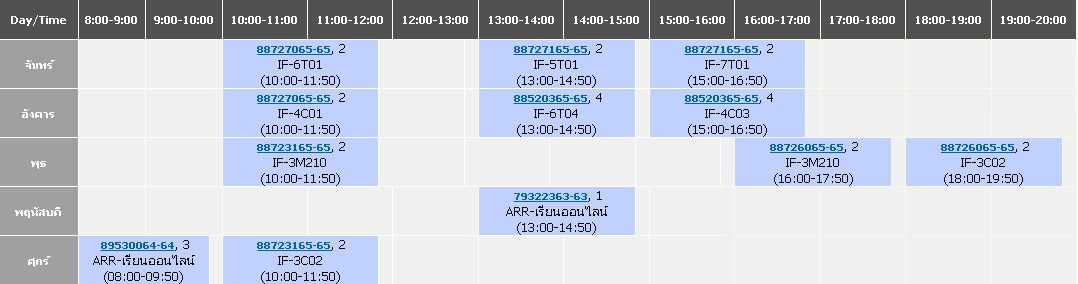 Day/Time 8:00-9:00 9:00-10:00 10:00-11:00 11:00-12:00 12:00-13:00 13:00-14:00 14:00-15:00 15:00-16:00 16:00-17:00 17:00-18:00 18:00-19:00 19:00-20:00
จันทร์
88727065-65, 2
IF-6T01
(10:00-11:50)
88727165-65, 2
IF-5T01
(13:00-14:50)
88727165-65, 2
IF-7T01
(15:00-16:50)
อังคาร
88727065-65, 2
IF-4C01
(10:00-11:50)
88520365-65, 4
IF-6T04
(13:00-14:50)
88520365-65, 4
IF-4C03
(15:00-16:50)
พุธ
88723165-65, 2
IF-3M210
(10:00-11:50)
88726065-65, 2
IF-3M210
(16:00-17:50)
88726065-65, 2
IF-3C02
(18:00-19:50)
พฤหัสบดี
79322363-63, 1
ARR-เรียนออนไลน์
(13:00-14:50)
ศุกร์
89530064-64, 3
ARR-เรียนออนไลน์
(08:00-09:50)
88723165-65, 2
IF-3C02
(10:00-11:50)